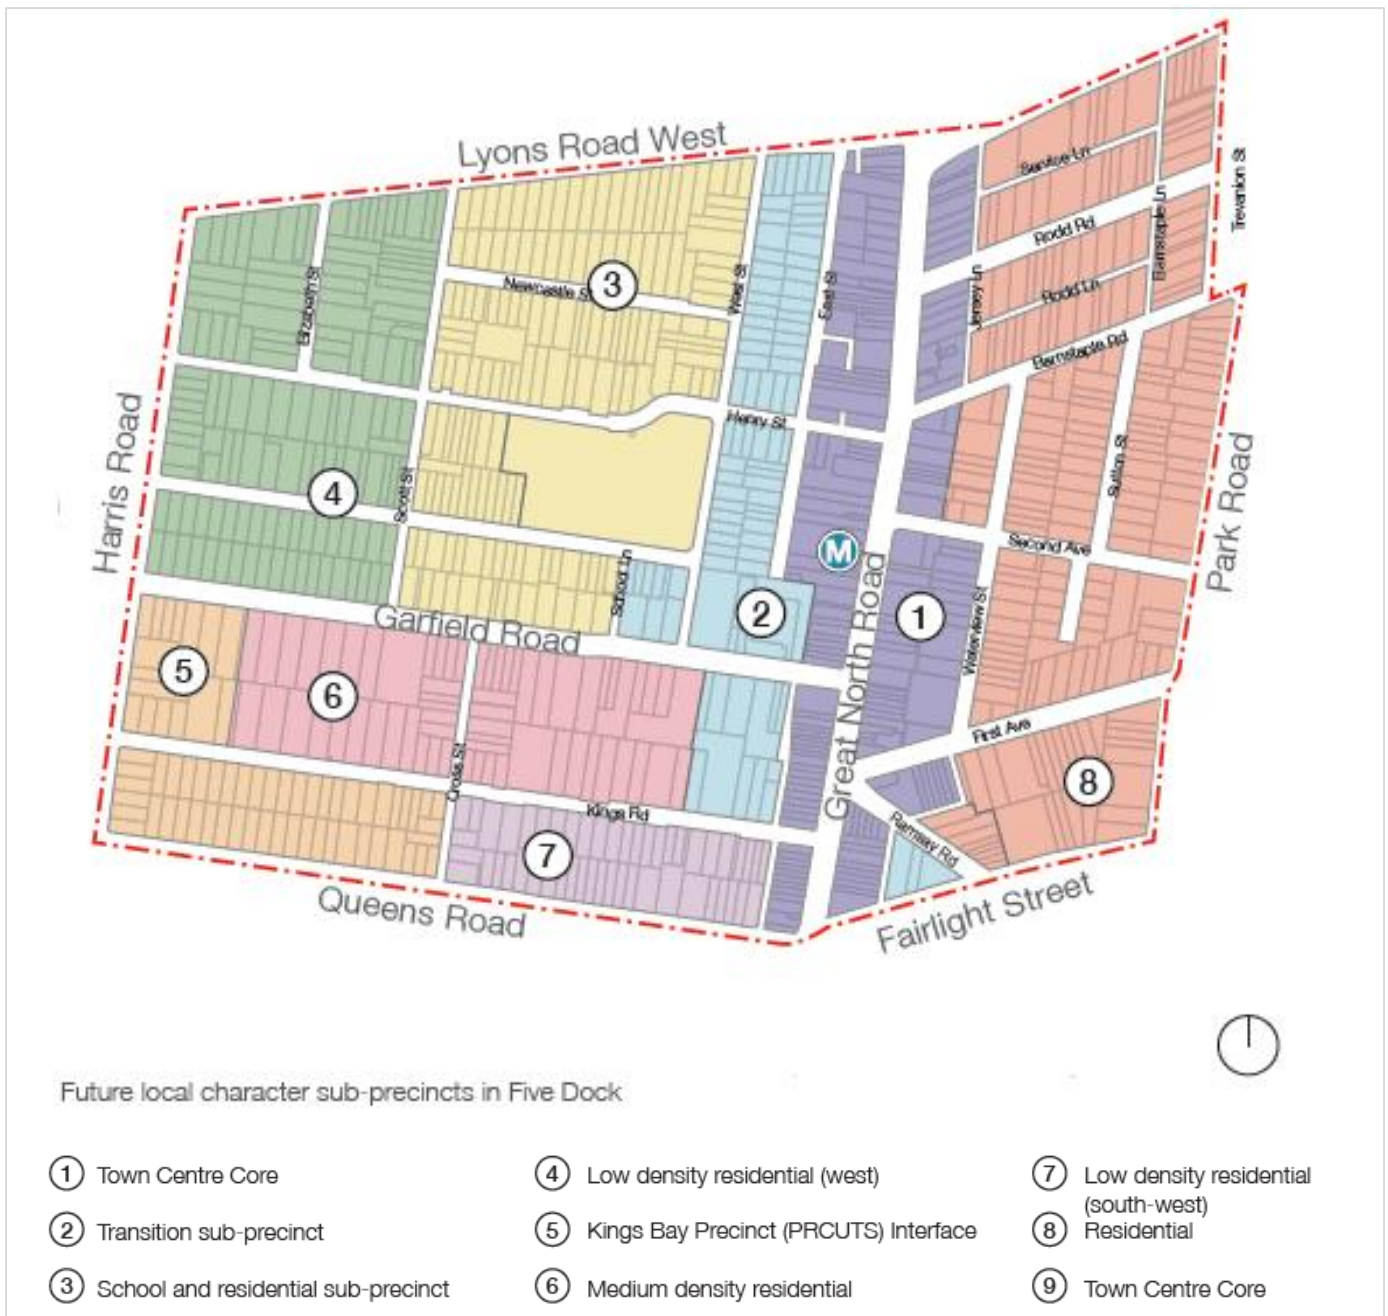 Lyons Road West
Service Ln
Trevanion St
Barnstaple Ln
Rodd Rd
Elizabeth St
3
Newcastle St
West St
East St
Jersey Ln
Rodd Ln
Barnstaple Rd
Harris Road
Henry St
Sutton St
4
Scott St
M
Second Ave
Park Road
School Ln
2
1
Garfield Road
Great North Road
Waterview St
5
6
First Ave
Cross St
8
Kings Rd
7
Ramsay Rd
Queens Road
Fairlight Street
Future local character sub-precincts in Five Dock
1 Town Centre Core
2 Transition sub-precinct
3 School and residential sub-precinct
4 Low density residential (west)
5 Kings Bay Precinct (PRCUTS) Interface
6 Medium density residential
7 Low density residential
(south-west)
8 Residential
9 Town Centre Core